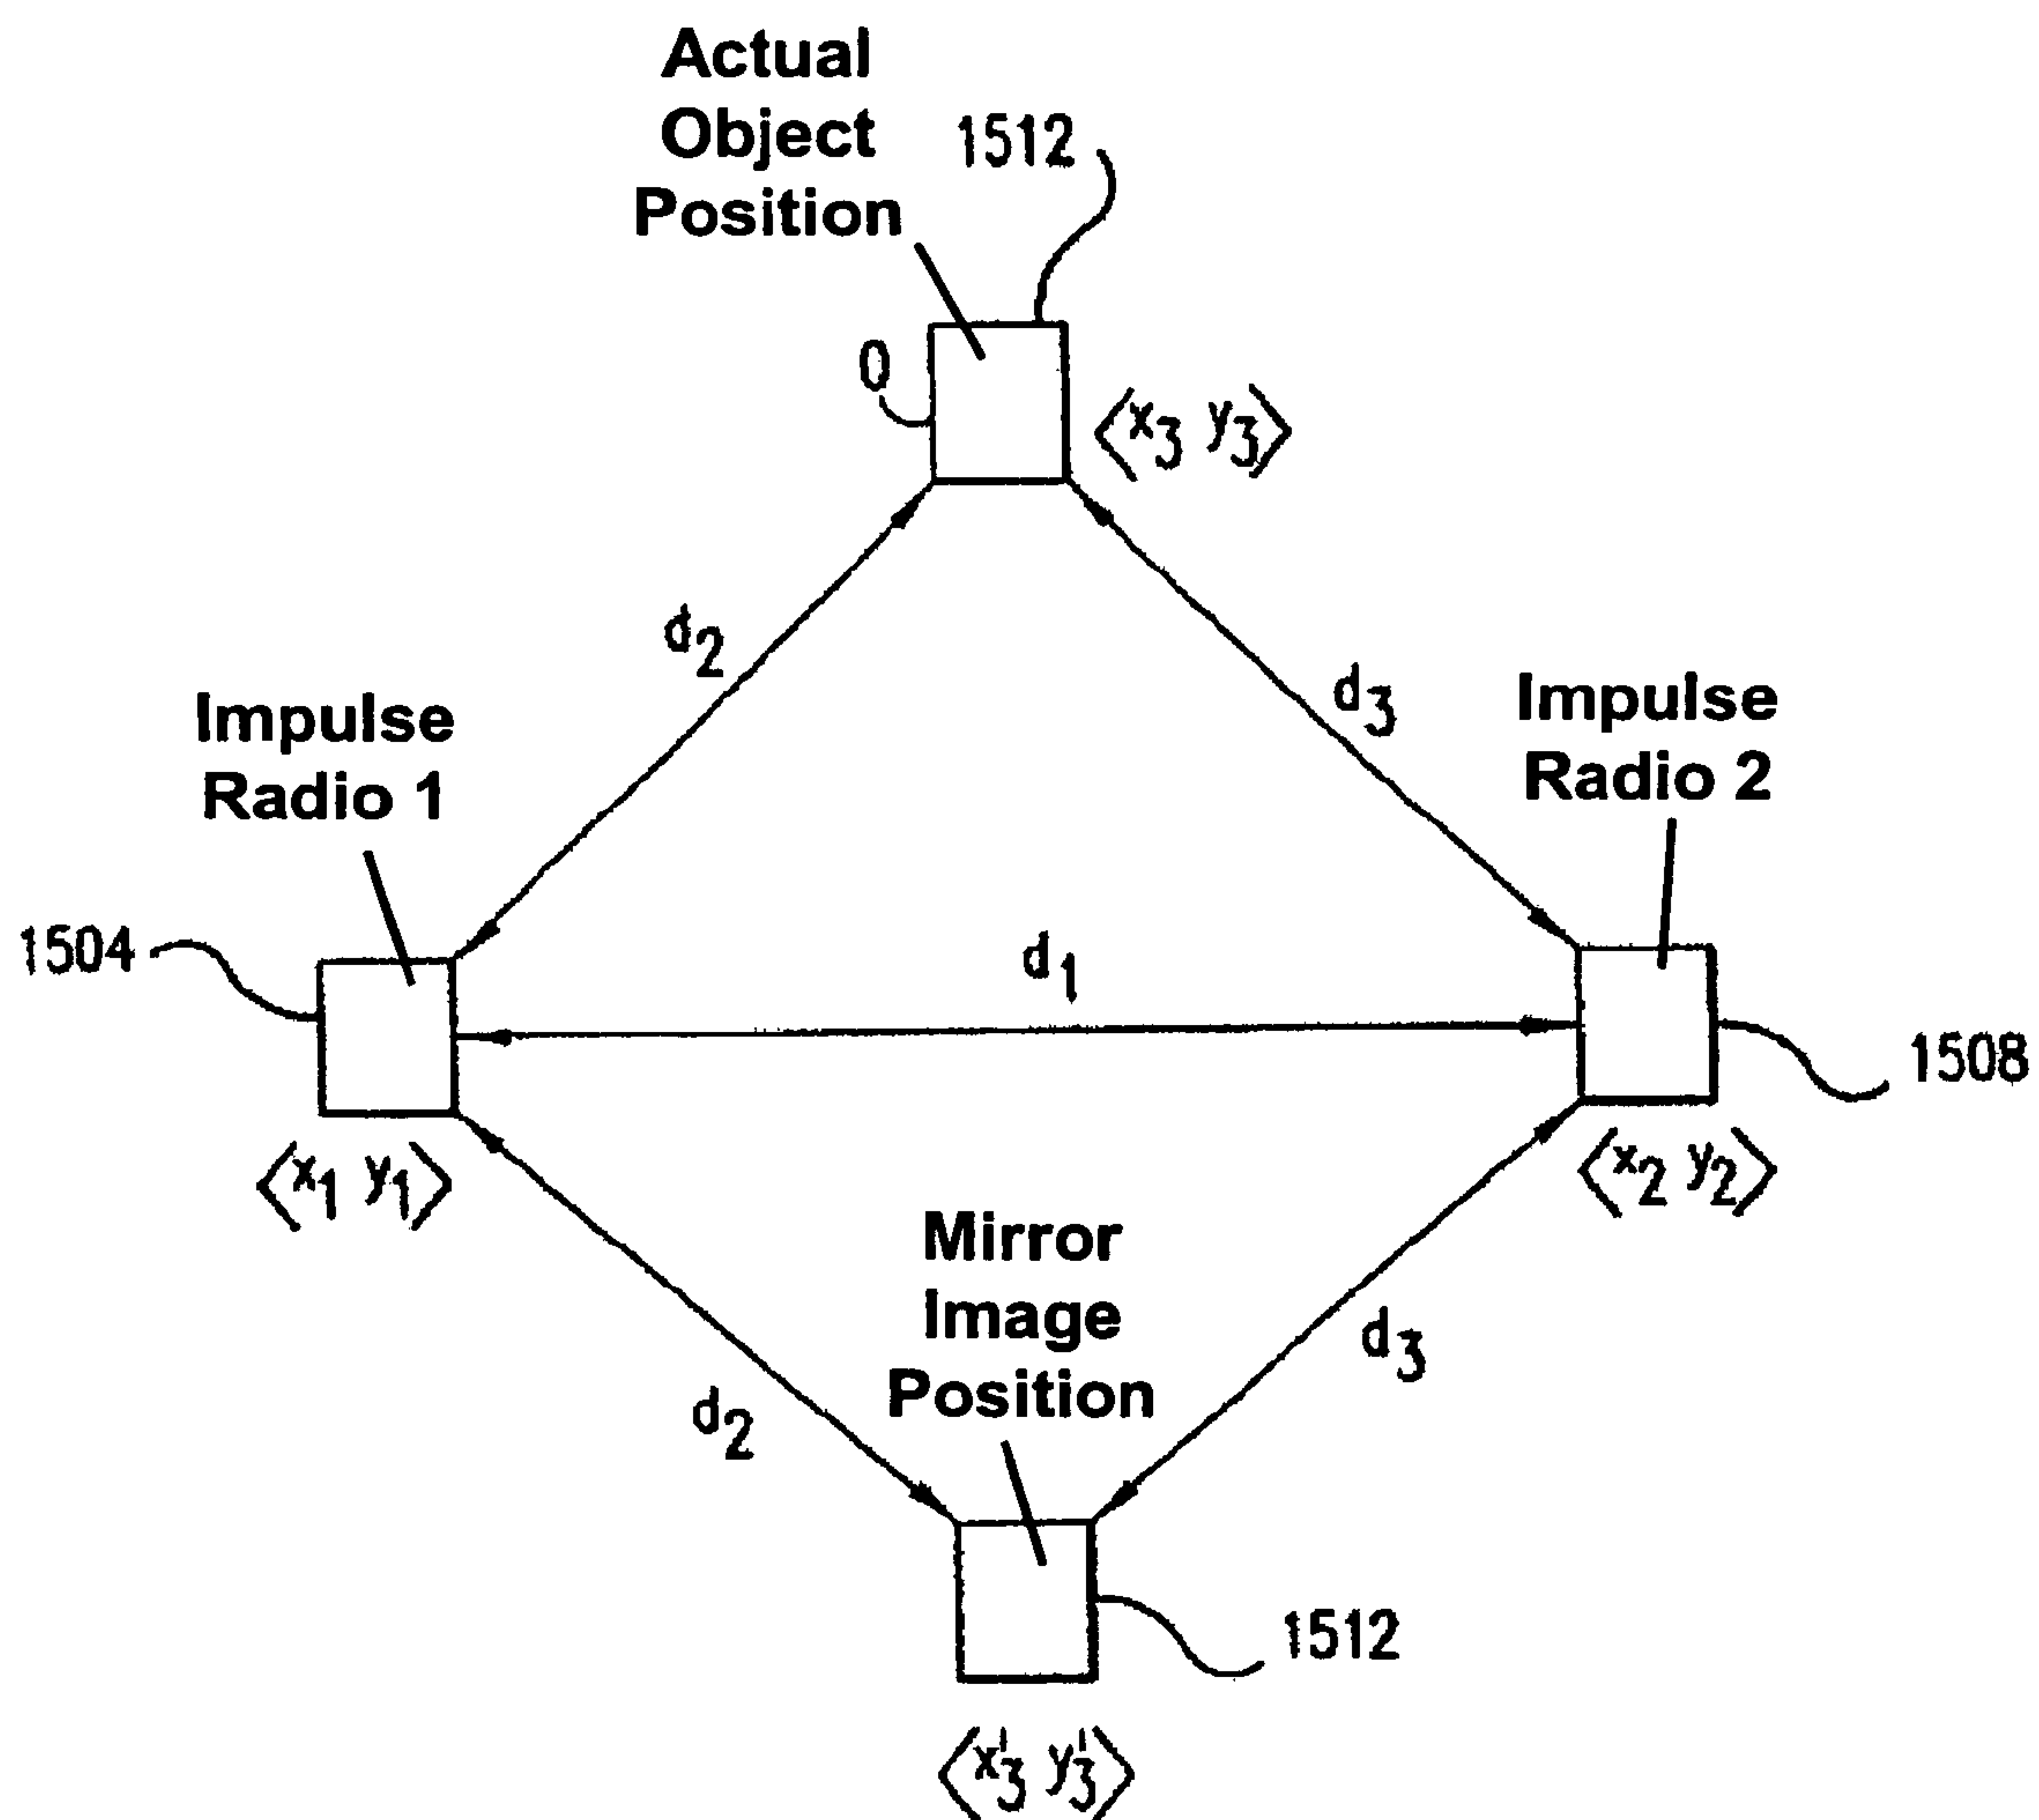 Actual
Object
Position
1512
0
⟨x3 y3⟩
d2
d3
Impulse
Radio 1
Impulse
Radio 2
1504
d1
1508
⟨x1 y1⟩
⟨x2 y2⟩
Mirror
Image
Position
d2
d3
1512
⟨x'3 y'3⟩